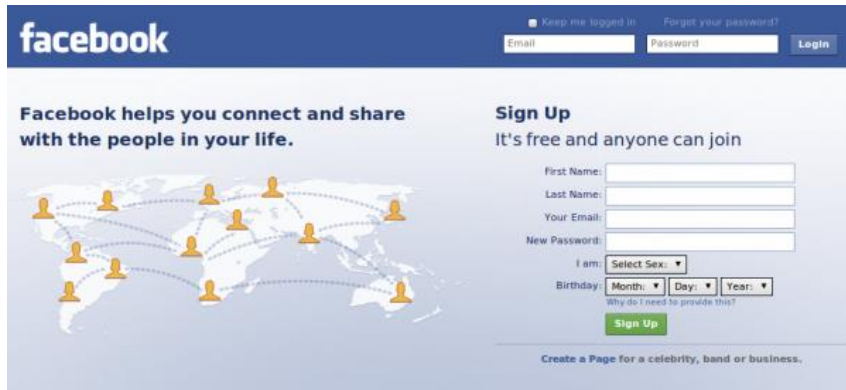 facebook
Keep me logged in Forgot your password?
Email Password Login
Facebook helps you connect and share
with the people in your life.
Sign Up
It's free and anyone can join
First Name:
Last Name:
Your Email:
New Password:
I am: Select Sex:
Birthday: Month: Day: Year:
Why do I need to provide this?
Sign Up
Create a Page for a celebrity, band or business.